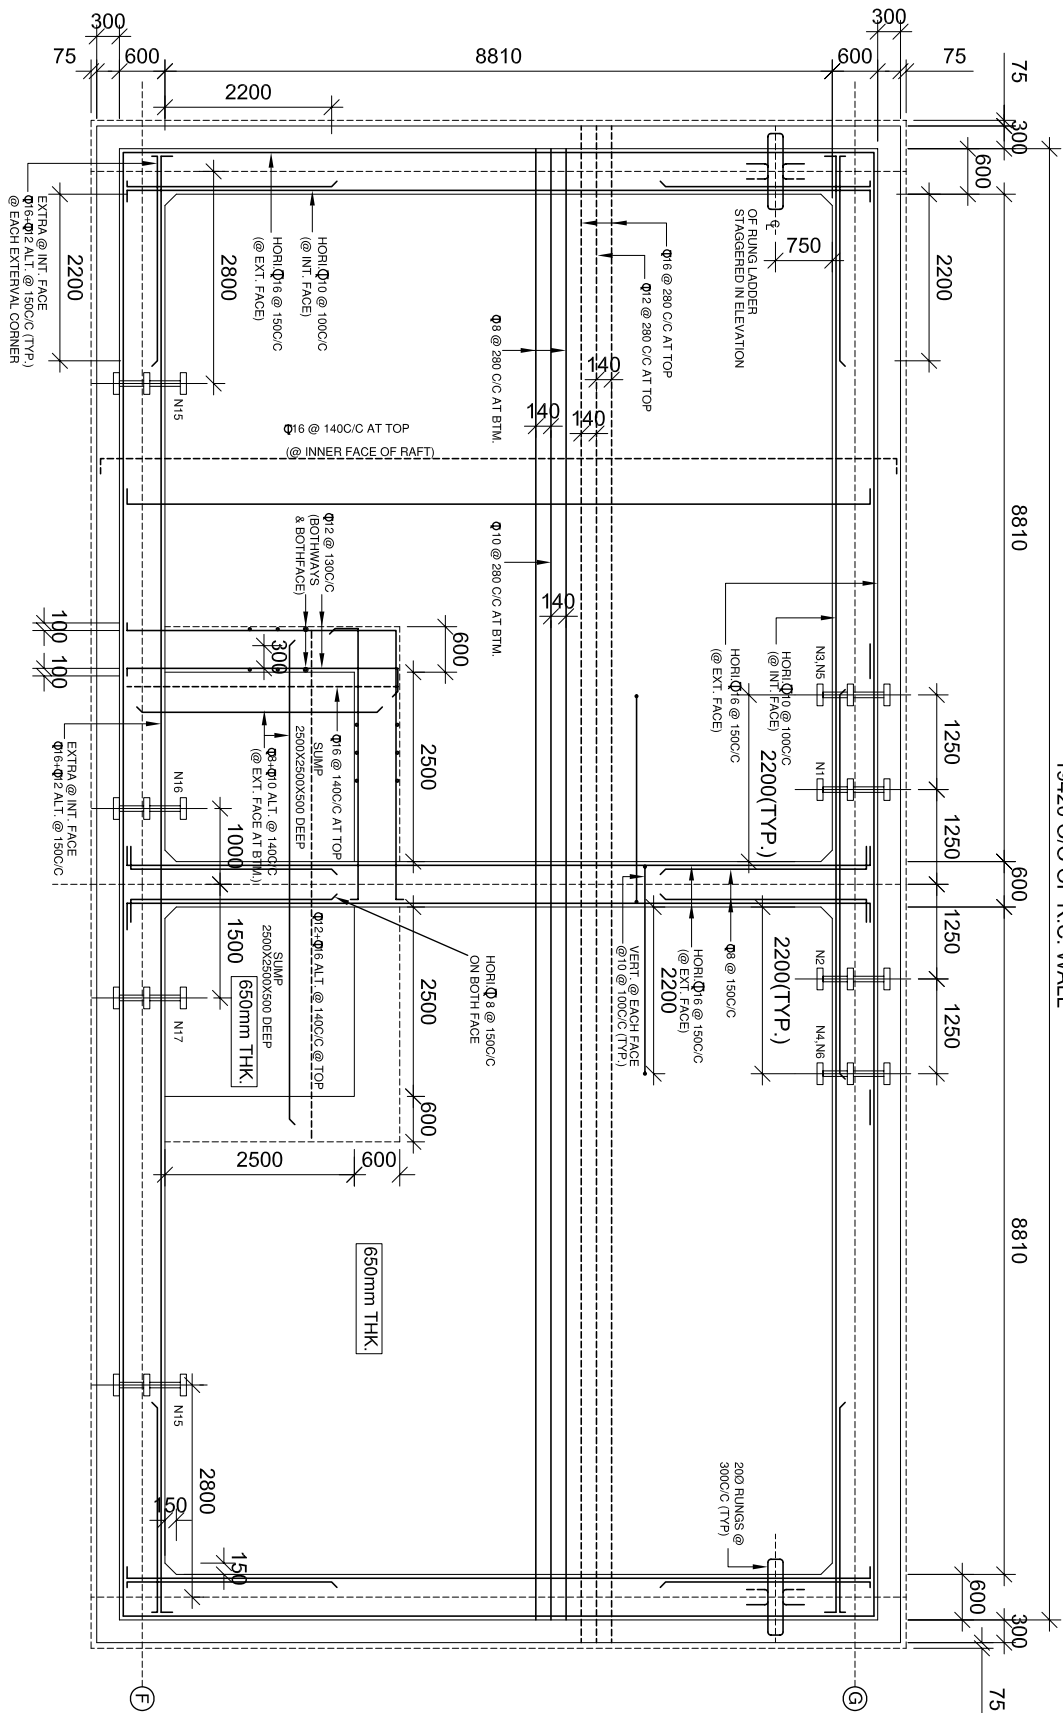 300
300
75
600
8810
600
75
75
300
600
2200
2200
750
℄
OF RUNG LADDER
STAGGERED IN ELEVATION
EXTRA @ INT. FACE
Φ16+Φ12 ALT. @ 150C/C (TYP.)
@ EACH EXTERVAL CORNER
2200
2800
HORI.Φ16 @ 150C/C
(@ EXT. FACE)
HORI.Φ10 @ 100C/C
(@ INT. FACE)
Φ8 @ 280 C/C AT BTM.
Φ16 @ 280 C/C AT TOP
Φ12 @ 280 C/C AT TOP
140
140
140
N15
Φ16 @ 140C/C AT TOP
(@ INNER FACE OF RAFT)
8810
Φ12 @ 130C/C
(BOTHWAYS
& BOTHFACE)
Φ10 @ 280 C/C AT BTM.
140
100
100
300
600
2500
HORI.Φ16 @ 150C/C
(@ EXT. FACE)
HORI.Φ10 @ 100C/C
(@ INT. FACE)
N3,N5
N1
1250
1250
2200(TYP.)
EXTRA @ INT. FACE
Φ16+Φ12 ALT. @ 150C/C
N16
1000
Φ8+Φ10 ALT. @ 140C/C
(@ EXT. FACE AT BTM.)
SUMP
2500X2500X500 DEEP
Φ16 @ 140C/C AT TOP
600
19420 O/O OF R.C. WALL
1500
N17
SUMP
2500X2500X500 DEEP
650mm THK.
Φ12+Φ16 ALT. @ 140C/C @ TOP
2500
HORI.Φ 8 @ 150C/C
ON BOTH FACE
VERT. @ EACH FACE
@10 @ 100C/C (TYP.)
2200
HORI.Φ16 @ 150C/C
(@ EXT. FACE)
Φ8 @ 150C/C
2200(TYP.)
N2
N4,N6
1250
1250
600
2500
600
650mm THK.
8810
N15
2800
150
150
200 RUNGS @
300C/C (TYP)
600
300
75
F
G